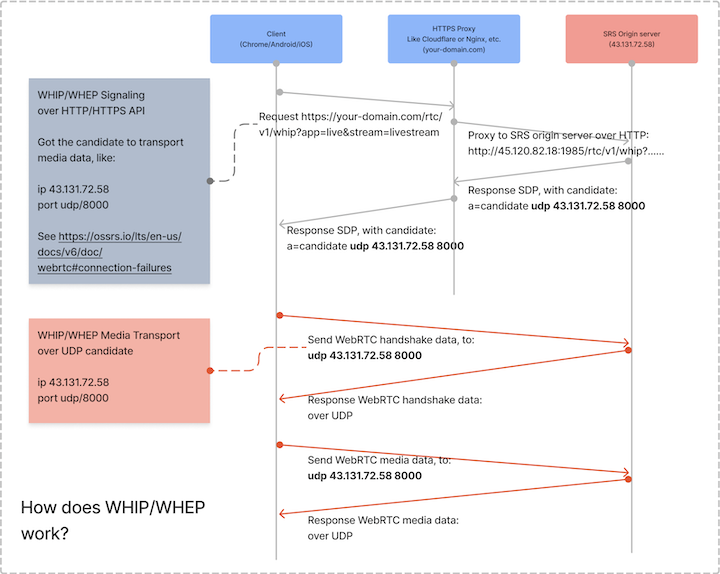 Client
(Chrome/Android/iOS)
HTTPS Proxy
Like Cloudflare or Nginx, etc.
(your-domain.com)
SRS Origin server
(43.131.72.58)
WHIP/WHEP Signaling
over HTTP/HTTPS API
Got the candidate to transport
media data, like:
ip 43.131.72.58
port udp/8000
See https://ossrs.io/lts/en-us/
docs/v6/doc/
webrtc#connection-failures
Request https://your-domain.com/rtc/
v1/whip?app=live&stream=livestream
Proxy to SRS origin server over HTTP:
http://45.120.82.18:1985/rtc/v1/whip?......
Response SDP, with candidate:
a=candidate udp 43.131.72.58 8000
Response SDP, with candidate:
a=candidate udp 43.131.72.58 8000
WHIP/WHEP Media Transport
over UDP candidate
ip 43.131.72.58
port udp/8000
Send WebRTC handshake data, to:
udp 43.131.72.58 8000
Response WebRTC handshake data:
over UDP
Send WebRTC media data, to:
udp 43.131.72.58 8000
Response WebRTC media data:
over UDP
How does WHIP/WHEP
work?